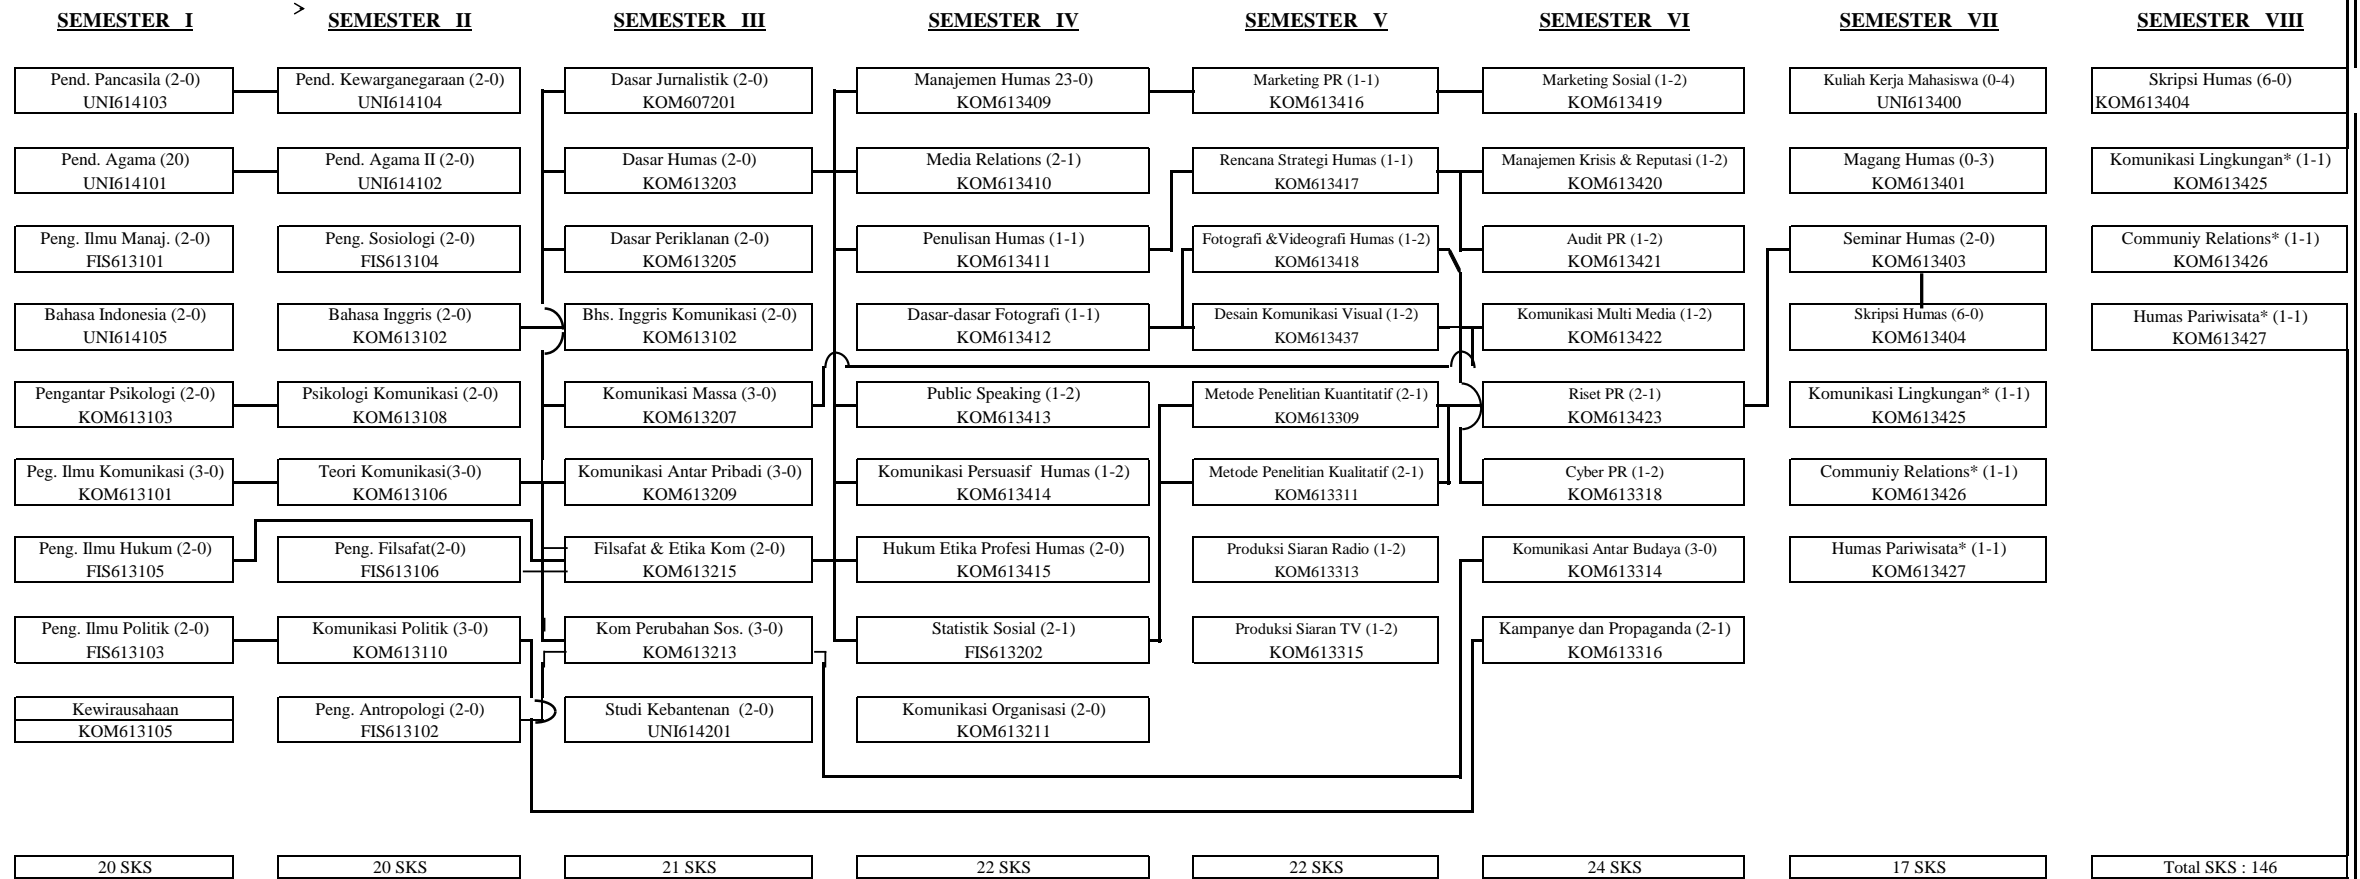 >
SEMESTER I
SEMESTER II
SEMESTER III
SEMESTER IV
SEMESTER V
SEMESTER VI
SEMESTER VII
SEMESTER VIII
Pend. Pancasila (2-0)
UNI614103
Pend. Kewarganegaraan (2-0)
UNI614104
Dasar Jurnalistik (2-0)
KOM607201
Manajemen Humas 23-0)
KOM613409
Marketing PR (1-1)
KOM613416
Marketing Sosial (1-2)
KOM613419
Kuliah Kerja Mahasiswa (0-4)
UNI613400
Skripsi Humas (6-0)
KOM613404
Pend. Agama (20)
UNI614101
Pend. Agama II (2-0)
UNI614102
Dasar Humas (2-0)
KOM613203
Media Relations (2-1)
KOM613410
Rencana Strategi Humas (1-1)
KOM613417
Manajemen Krisis & Reputasi (1-2)
KOM613420
Magang Humas (0-3)
KOM613401
Komunikasi Lingkungan* (1-1)
KOM613425
Peng. Ilmu Manaj. (2-0)
FIS613101
Peng. Sosiologi (2-0)
FIS613104
Dasar Periklanan (2-0)
KOM613205
Penulisan Humas (1-1)
KOM613411
Fotografi &Videografi Humas (1-2)
KOM613418
Audit PR (1-2)
KOM613421
Seminar Humas (2-0)
KOM613403
Communiy Relations* (1-1)
KOM613426
Bahasa Indonesia (2-0)
UNI614105
Bahasa Inggris (2-0)
KOM613102
Bhs. Inggris Komunikasi (2-0)
KOM613102
Dasar-dasar Fotografi (1-1)
KOM613412
Desain Komunikasi Visual (1-2)
KOM613437
Komunikasi Multi Media (1-2)
KOM613422
Skripsi Humas (6-0)
KOM613404
Humas Pariwisata* (1-1)
KOM613427
Pengantar Psikologi (2-0)
KOM613103
Psikologi Komunikasi (2-0)
KOM613108
Komunikasi Massa (3-0)
KOM613207
Public Speaking (1-2)
KOM613413
Metode Penelitian Kuantitatif (2-1)
KOM613309
Riset PR (2-1)
KOM613423
Komunikasi Lingkungan* (1-1)
KOM613425
Peg. Ilmu Komunikasi (3-0)
KOM613101
Teori Komunikasi(3-0)
KOM613106
Komunikasi Antar Pribadi (3-0)
KOM613209
Komunikasi Persuasif Humas (1-2)
KOM613414
Metode Penelitian Kualitatif (2-1)
KOM613311
Cyber PR (1-2)
KOM613318
Communiy Relations* (1-1)
KOM613426
Peng. Ilmu Hukum (2-0)
FIS613105
Peng. Filsafat(2-0)
FIS613106
Filsafat & Etika Kom (2-0)
KOM613215
Hukum Etika Profesi Humas (2-0)
KOM613415
Produksi Siaran Radio (1-2)
KOM613313
Komunikasi Antar Budaya (3-0)
KOM613314
Humas Pariwisata* (1-1)
KOM613427
Peng. Ilmu Politik (2-0)
FIS613103
Komunikasi Politik (3-0)
KOM613110
Kom Perubahan Sos. (3-0)
KOM613213
Statistik Sosial (2-1)
FIS613202
Produksi Siaran TV (1-2)
KOM613315
Kampanye dan Propaganda (2-1)
KOM613316
Kewirausahaan
KOM613105
Peng. Antropologi (2-0)
FIS613102
Studi Kebantenan (2-0)
UNI614201
Komunikasi Organisasi (2-0)
KOM613211
20 SKS
20 SKS
21 SKS
22 SKS
22 SKS
24 SKS
17 SKS
Total SKS : 146